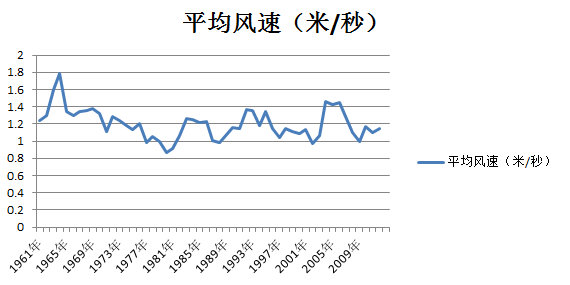 平均风速（米/秒）
2
1.8
1.6
1.4
1.2
1
0.8
0.6
0.4
0.2
0
1961年
1965年
1969年
1973年
1977年
1981年
1985年
1989年
1993年
1997年
2001年
2005年
2009年
平均风速（米/秒）